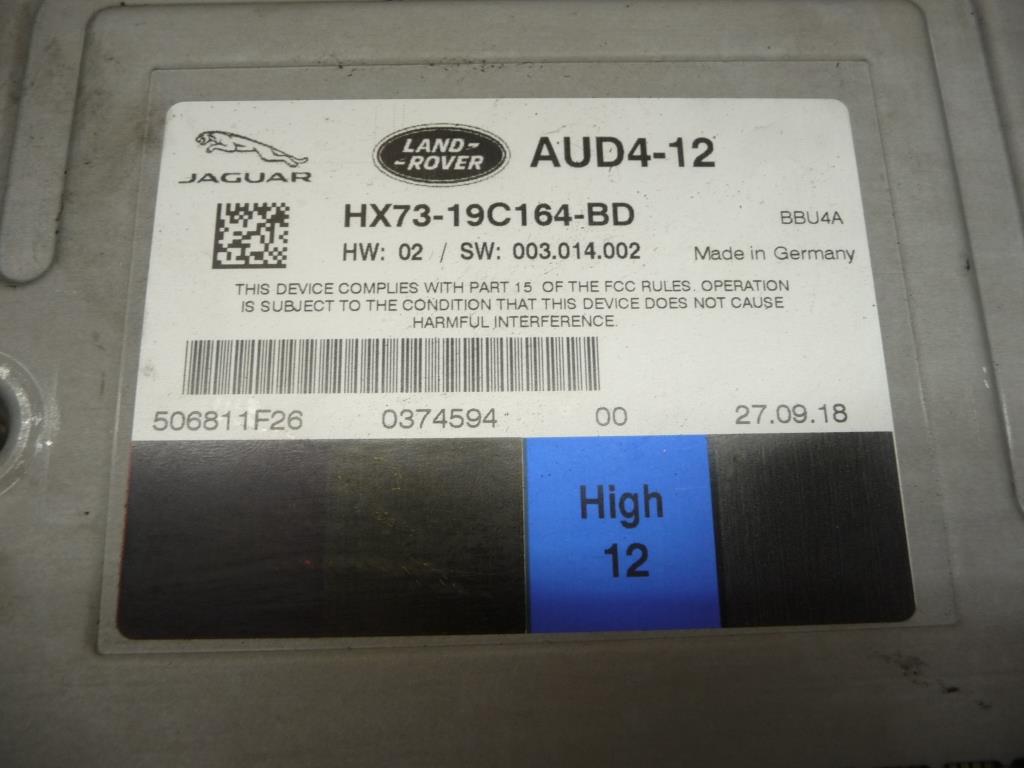 JAGUAR
LAND-
-ROVER
AUD4-12
HX73-19C164-BD
BBU4A
HW: 02 / SW: 003.014.002
Made in Germany
THIS DEVICE COMPLIES WITH PART 15 OF THE FCC RULES. OPERATION
IS SUBJECT TO THE CONDITION THAT THIS DEVICE DOES NOT CAUSE
HARMFUL INTERFERENCE.
506811F26 0374594 00 27.09.18
High
12